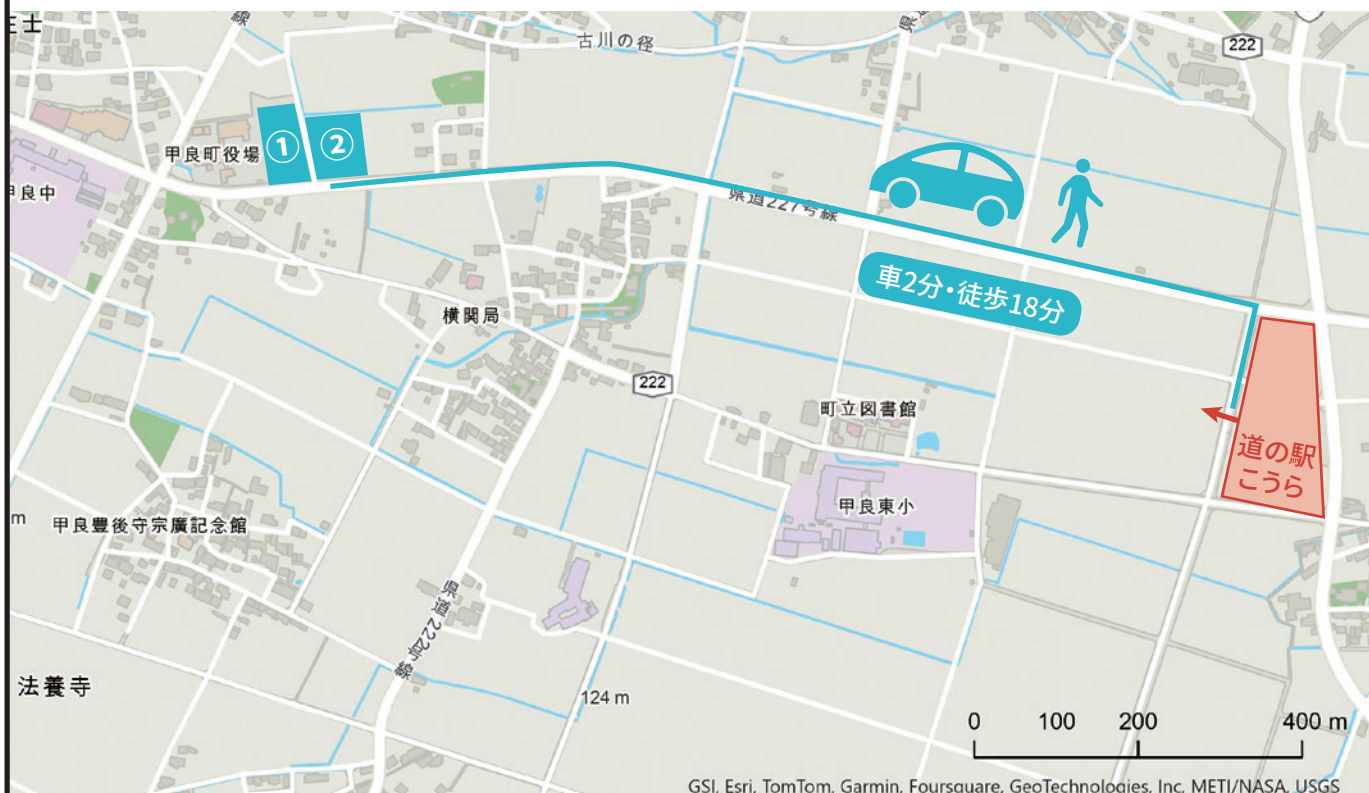 線
県道
222
古川の径
甲良町役場
①
②
甲良中
県道227号線
車2分・徒歩18分
横関局
222
町立図書館
道の駅
こうら
甲良東小
m
甲良豊後守宗廣記念館
県道222号線
法養寺
124 m
0 100 200 400 m
GSI, Esri, TomTom, Garmin, Foursquare, GeoTechnologies, Inc, METI/NASA, USGS